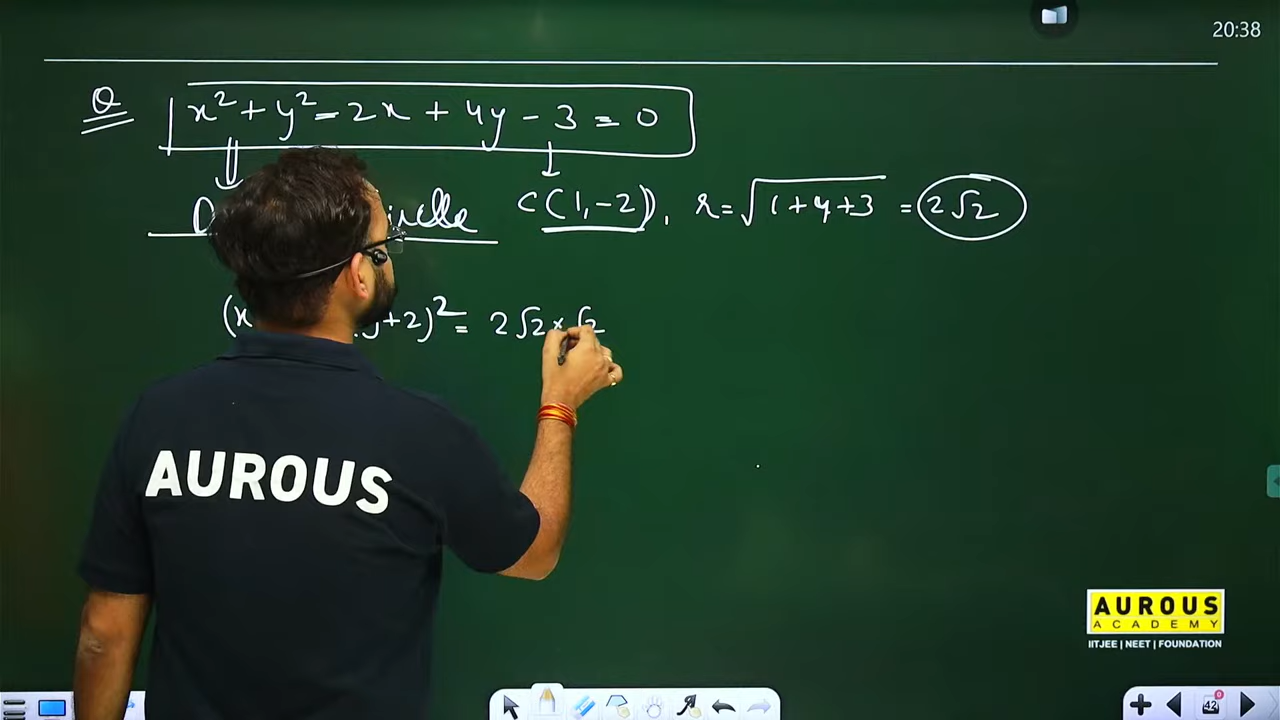 20:38
Q x² + y² - 2x + 4y - 3 = 0
circle C(1,-2), r = √(1+4+3) = 2√2
+2)² = 2√2 × √2
AUROUS
AUROUS
ACADEMY
IITJEE | NEET | FOUNDATION
42